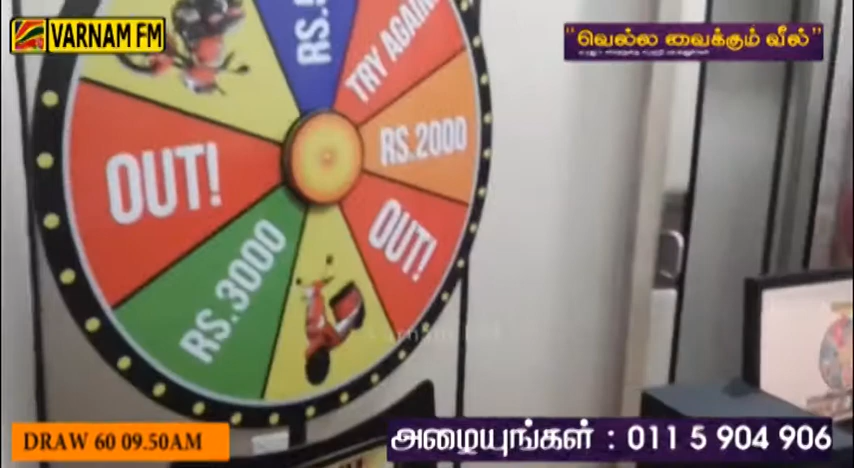 VARNAM FM
"வெல்ல வைக்கும் வீல்"
RS.5
TRY AGAIN
RS.2000
OUT!
OUT!
RS.3000
DRAW 60 09.50AM
அழையுங்கள் : 011 5 904 906